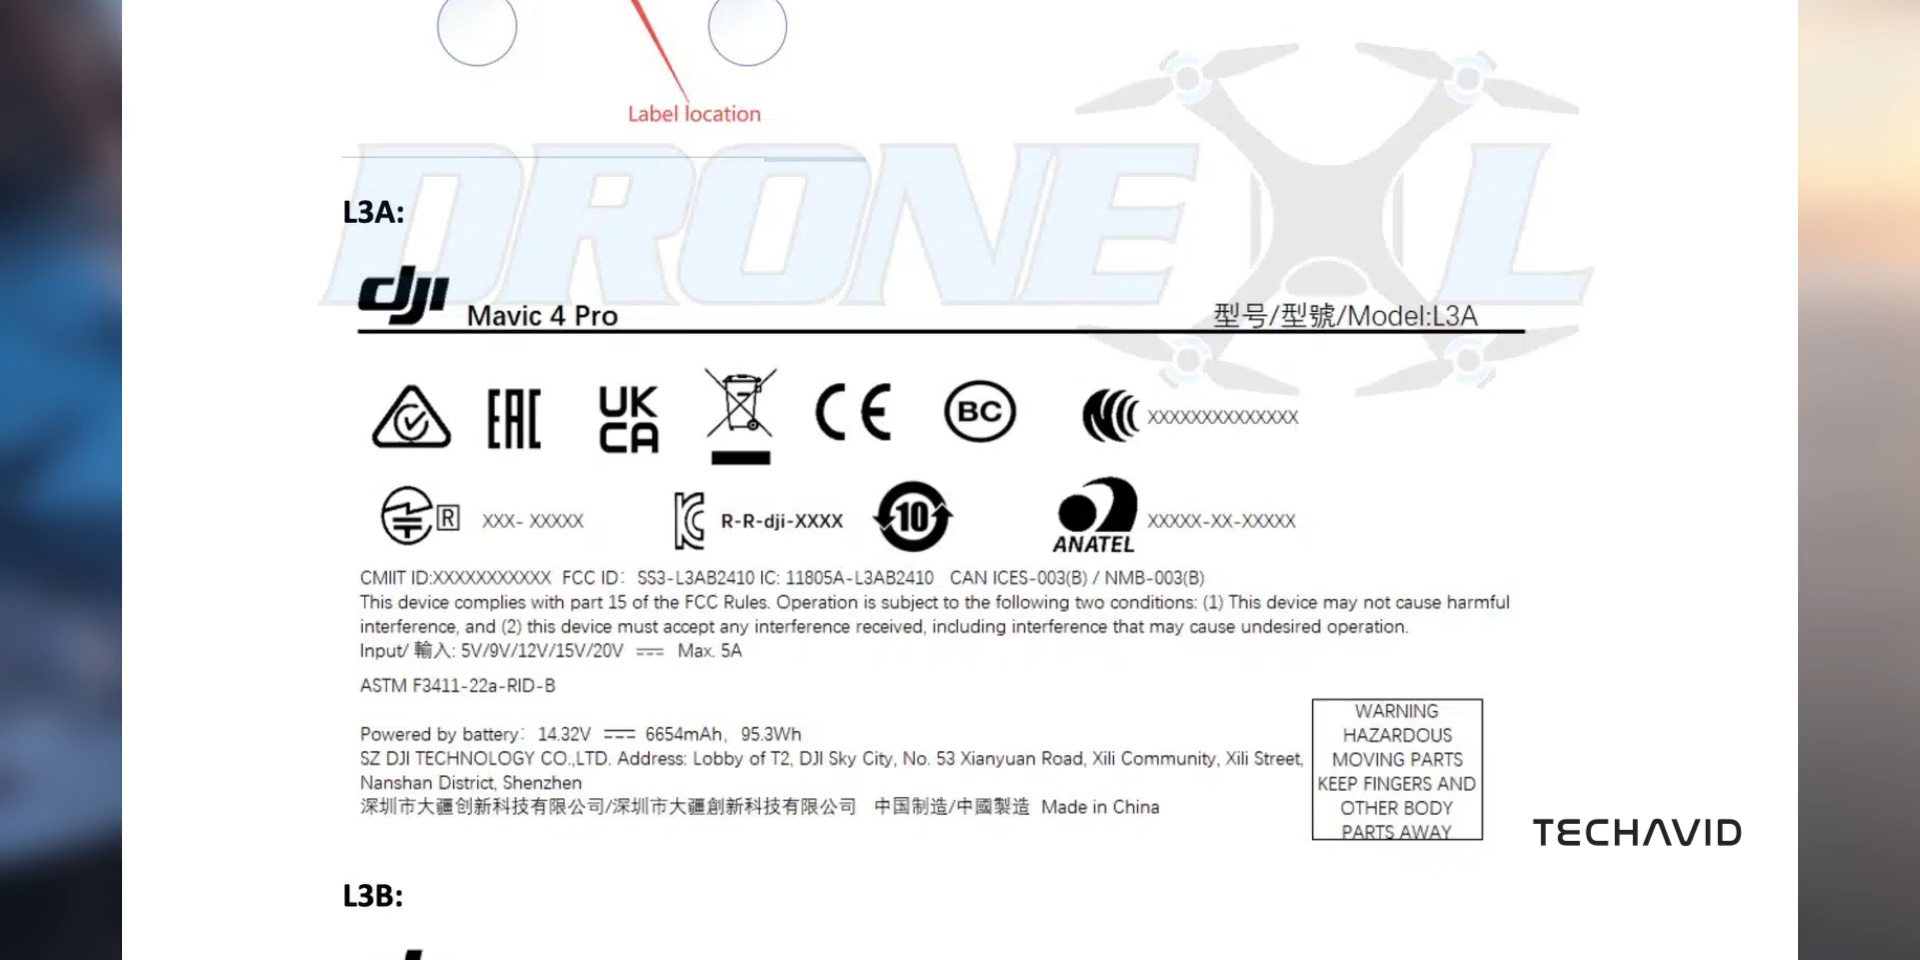 Label location
DRONEXL
L3A:
dji Mavic 4 Pro 型号/型號/Model:L3A
EAC UK CA CE BC XXXXXXXXXXXXXX
R XXX- XXXXX KC R-R-dji-XXXX 10 ANATEL XXXXX-XX-XXXXX
CMIIT ID:XXXXXXXXXXX FCC ID: SS3-L3AB2410 IC: 11805A-L3AB2410 CAN ICES-003(B) / NMB-003(B)
This device complies with part 15 of the FCC Rules. Operation is subject to the following two conditions: (1) This device may not cause harmful
interference, and (2) this device must accept any interference received, including interference that may cause undesired operation.
Input/ 輸入: 5V/9V/12V/15V/20V ⎓ Max. 5A
ASTM F3411-22a-RID-B
Powered by battery: 14.32V ⎓ 6654mAh, 95.3Wh
SZ DJI TECHNOLOGY CO.,LTD. Address: Lobby of T2, DJI Sky City, No. 53 Xianyuan Road, Xili Community, Xili Street,
Nanshan District, Shenzhen
深圳市大疆创新科技有限公司/深圳市大疆創新科技有限公司 中国制造/中國製造 Made in China
WARNING
HAZARDOUS
MOVING PARTS
KEEP FINGERS AND
OTHER BODY
PARTS AWAY
TECHAVID
L3B: